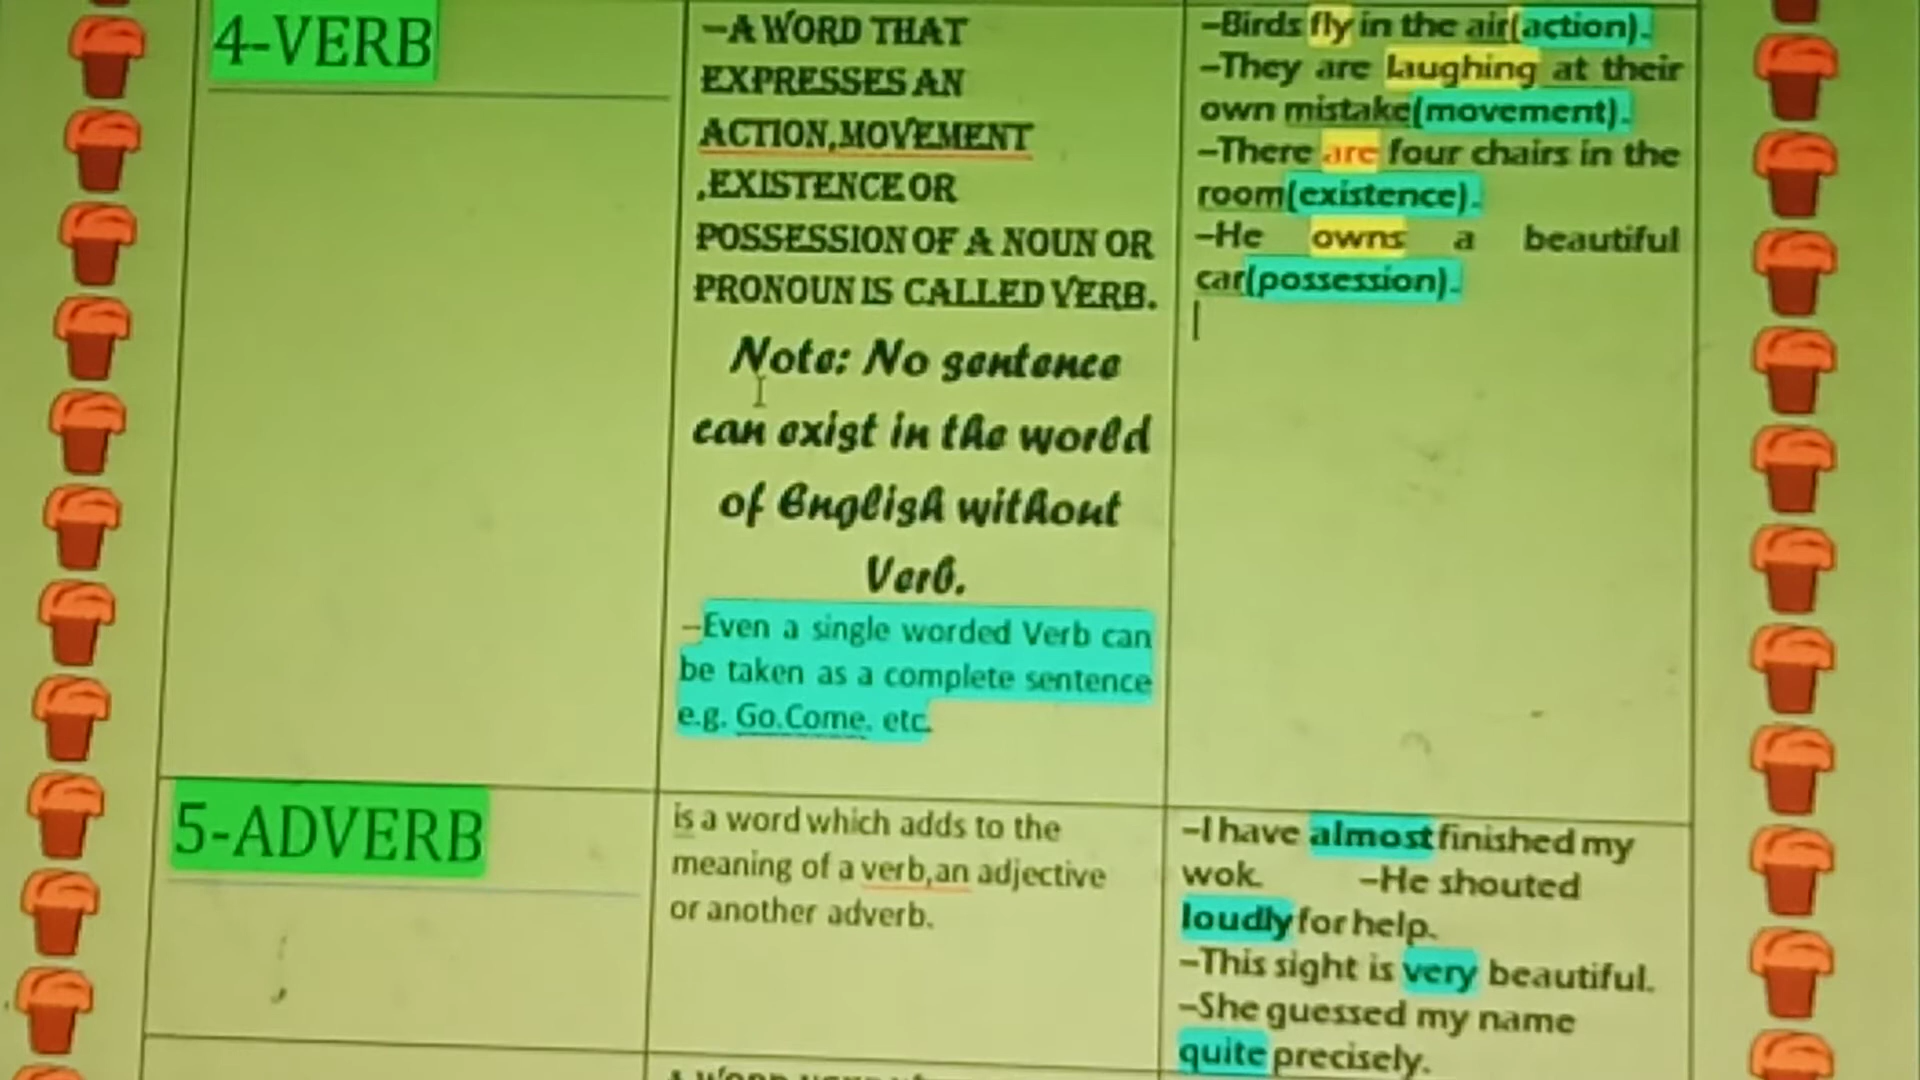 4-VERB
–A WORD THAT
EXPRESSES AN
ACTION,MOVEMENT
,EXISTENCE OR
POSSESSION OF A NOUN OR
PRONOUN IS CALLED VERB.
Note: No sentence
can exist in the world
of English without
Verb.
–Even a single worded Verb can
be taken as a complete sentence
e.g. Go.Come. etc.
–Birds fly in the air(action).
–They are laughing at their
own mistake(movement).
–There are four chairs in the
room(existence).
–He owns a beautiful
car(possession).
5-ADVERB
is a word which adds to the
meaning of a verb,an adjective
or another adverb.
–I have almost finished my
wok. –He shouted
loudly for help.
–This sight is very beautiful.
–She guessed my name
quite precisely.